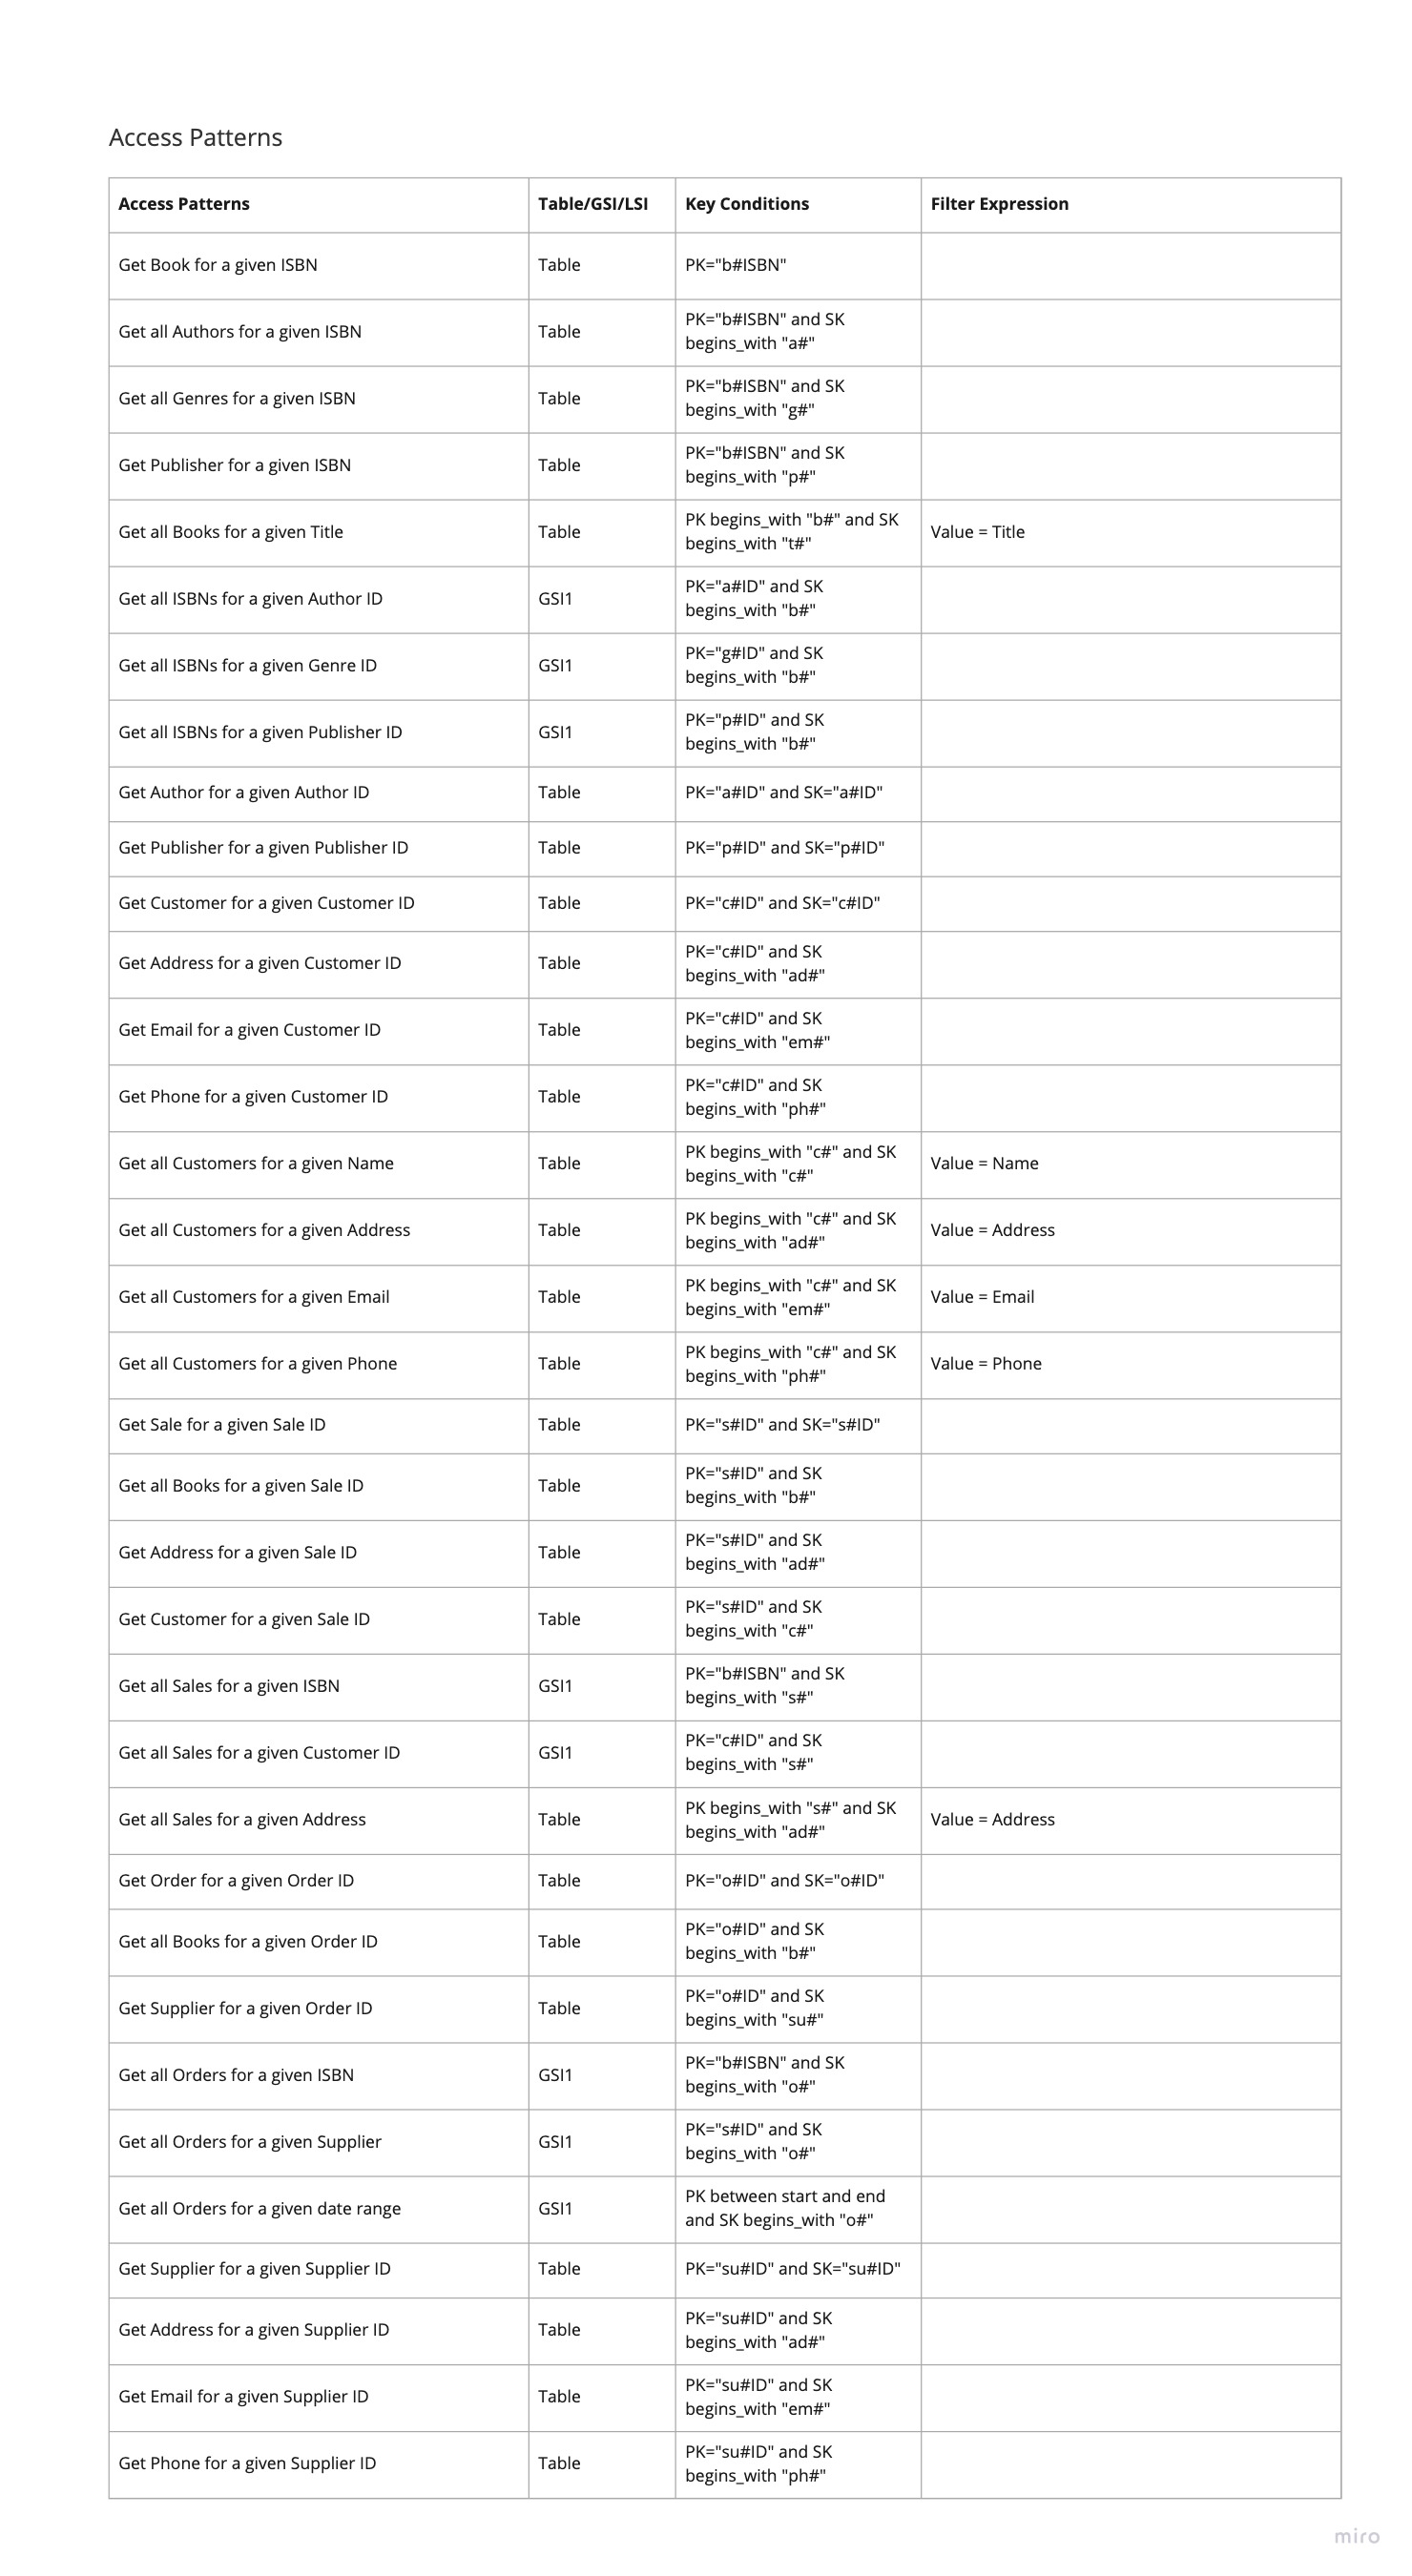 Access Patterns
Access Patterns Table/GSI/LSI Key Conditions Filter Expression
Get Book for a given ISBN Table PK="b#ISBN"
Get all Authors for a given ISBN Table PK="b#ISBN" and SK
begins_with "a#"
Get all Genres for a given ISBN Table PK="b#ISBN" and SK
begins_with "g#"
Get Publisher for a given ISBN Table PK="b#ISBN" and SK
begins_with "p#"
Get all Books for a given Title Table PK begins_with "b#" and SK
begins_with "t#" Value = Title
Get all ISBNs for a given Author ID GSI1 PK="a#ID" and SK
begins_with "b#"
Get all ISBNs for a given Genre ID GSI1 PK="g#ID" and SK
begins_with "b#"
Get all ISBNs for a given Publisher ID GSI1 PK="p#ID" and SK
begins_with "b#"
Get Author for a given Author ID Table PK="a#ID" and SK="a#ID"
Get Publisher for a given Publisher ID Table PK="p#ID" and SK="p#ID"
Get Customer for a given Customer ID Table PK="c#ID" and SK="c#ID"
Get Address for a given Customer ID Table PK="c#ID" and SK
begins_with "ad#"
Get Email for a given Customer ID Table PK="c#ID" and SK
begins_with "em#"
Get Phone for a given Customer ID Table PK="c#ID" and SK
begins_with "ph#"
Get all Customers for a given Name Table PK begins_with "c#" and SK
begins_with "c#" Value = Name
Get all Customers for a given Address Table PK begins_with "c#" and SK
begins_with "ad#" Value = Address
Get all Customers for a given Email Table PK begins_with "c#" and SK
begins_with "em#" Value = Email
Get all Customers for a given Phone Table PK begins_with "c#" and SK
begins_with "ph#" Value = Phone
Get Sale for a given Sale ID Table PK="s#ID" and SK="s#ID"
Get all Books for a given Sale ID Table PK="s#ID" and SK
begins_with "b#"
Get Address for a given Sale ID Table PK="s#ID" and SK
begins_with "ad#"
Get Customer for a given Sale ID Table PK="s#ID" and SK
begins_with "c#"
Get all Sales for a given ISBN GSI1 PK="b#ISBN" and SK
begins_with "s#"
Get all Sales for a given Customer ID GSI1 PK="c#ID" and SK
begins_with "s#"
Get all Sales for a given Address Table PK begins_with "s#" and SK
begins_with "ad#" Value = Address
Get Order for a given Order ID Table PK="o#ID" and SK="o#ID"
Get all Books for a given Order ID Table PK="o#ID" and SK
begins_with "b#"
Get Supplier for a given Order ID Table PK="o#ID" and SK
begins_with "su#"
Get all Orders for a given ISBN GSI1 PK="b#ISBN" and SK
begins_with "o#"
Get all Orders for a given Supplier GSI1 PK="s#ID" and SK
begins_with "o#"
Get all Orders for a given date range GSI1 PK between start and end
and SK begins_with "o#"
Get Supplier for a given Supplier ID Table PK="su#ID" and SK="su#ID"
Get Address for a given Supplier ID Table PK="su#ID" and SK
begins_with "ad#"
Get Email for a given Supplier ID Table PK="su#ID" and SK
begins_with "em#"
Get Phone for a given Supplier ID Table PK="su#ID" and SK
begins_with "ph#"
miro